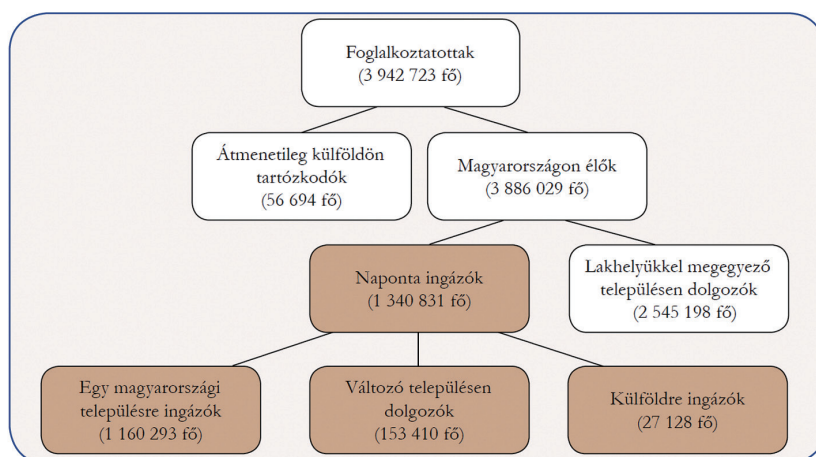 Foglalkoztatottak
(3 942 723 fő)
Átmenetileg külföldön
tartózkodók
(56 694 fő)
Magyarországon élők
(3 886 029 fő)
Naponta ingázók
(1 340 831 fő)
Lakhelyükkel megegyező
településen dolgozók
(2 545 198 fő)
Egy magyarországi
településre ingázók
(1 160 293 fő)
Változó településen
dolgozók
(153 410 fő)
Külföldre ingázók
(27 128 fő)